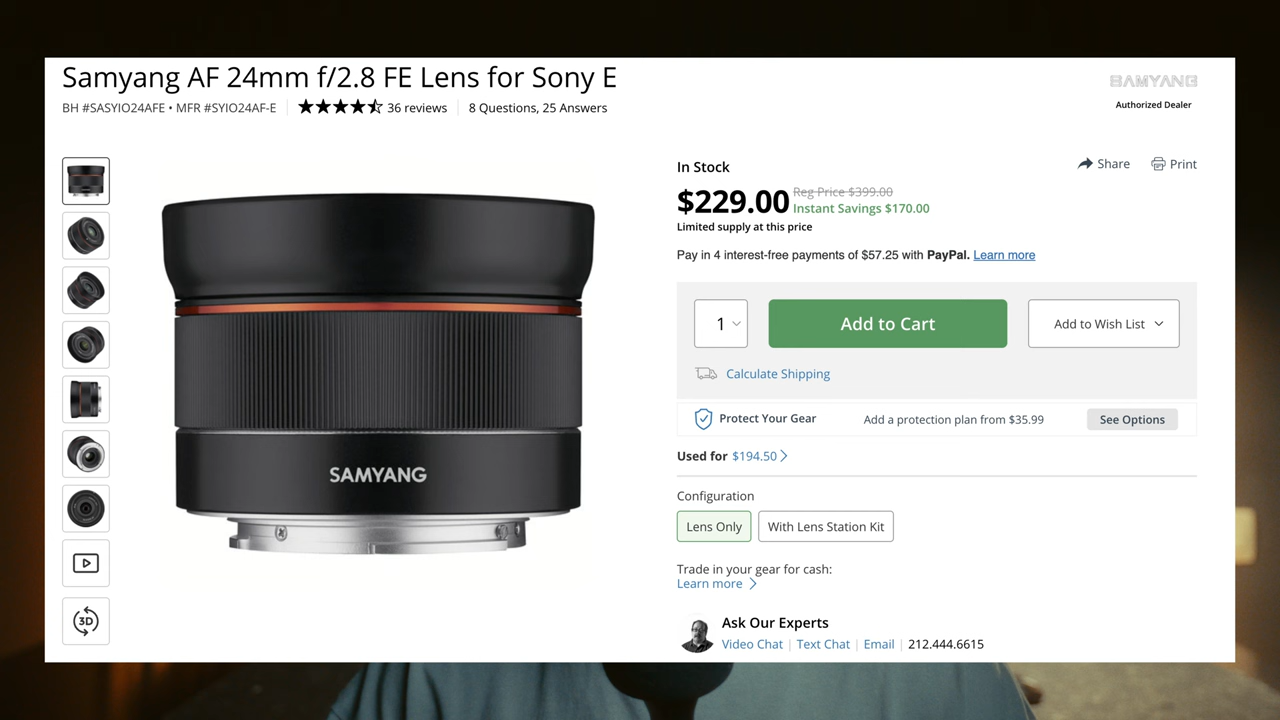 Samyang AF 24mm f/2.8 FE Lens for Sony E
BH #SASYIO24AFE • MFR #SYIO24AF-E
36 reviews
8 Questions, 25 Answers
SAMYANG
Authorized Dealer
In Stock
Share
Print
$229.00
Reg Price $399.00
Instant Savings $170.00
Limited supply at this price
Pay in 4 interest-free payments of $57.25 with PayPal. Learn more
1
Add to Cart
Add to Wish List
Calculate Shipping
Protect Your Gear
Add a protection plan from $35.99
See Options
Used for $194.50
Configuration
Lens Only
With Lens Station Kit
Trade in your gear for cash:
Learn more
Ask Our Experts
Video Chat | Text Chat | Email | 212.444.6615
SAMYANG
3D